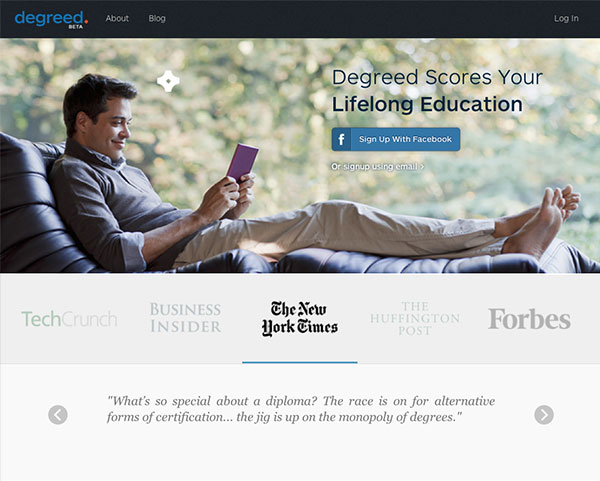 degreed.
BETA
About
Blog
Log In
Degreed Scores Your
Lifelong Education
f
Sign Up With Facebook
Or signup using email >
TechCrunch
BUSINESS
INSIDER
The New
York Times
THE
HUFFINGTON
POST
Forbes
"What's so special about a diploma? The race is on for alternative
forms of certification... the jig is up on the monopoly of degrees."